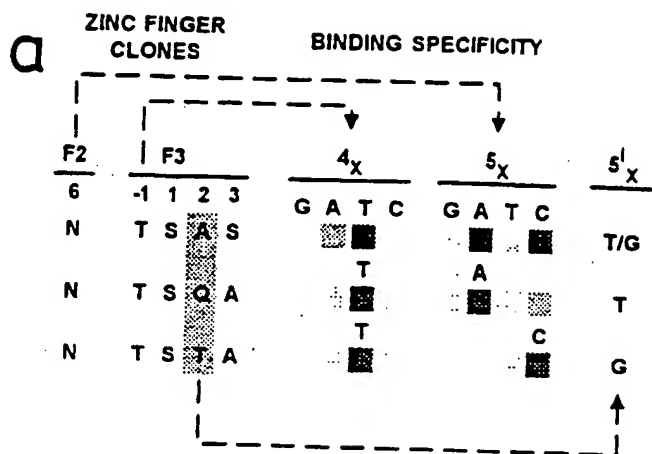 a
ZINC FINGER
CLONES
BINDING SPECIFICITY
F2 F3 4X 5X 5'X
6 -1 1 2 3
G A T C G A T C
N T S A S T/G
T A
N T S Q A T
T C
N T S T A G